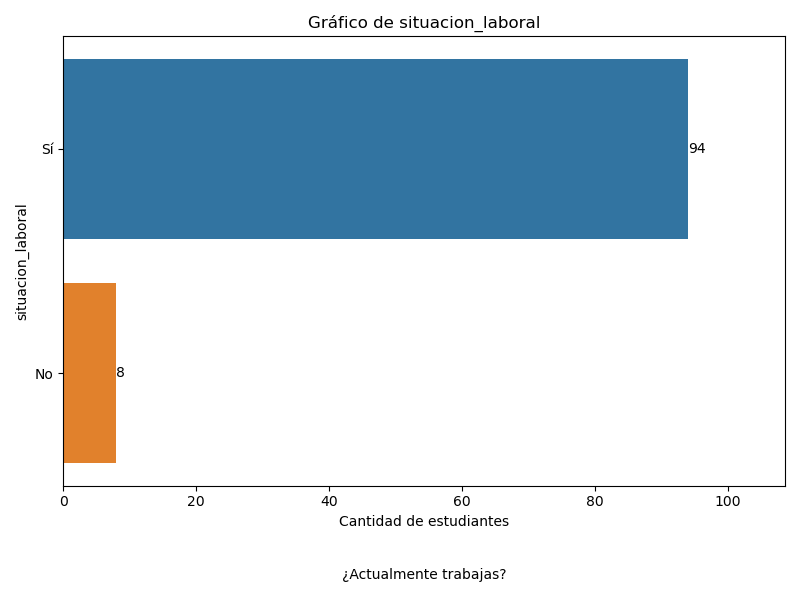 Gráfico de situacion_laboral
situacion_laboral
Sí
94
No
8
0 20 40 60 80 100
Cantidad de estudiantes
¿Actualmente trabajas?